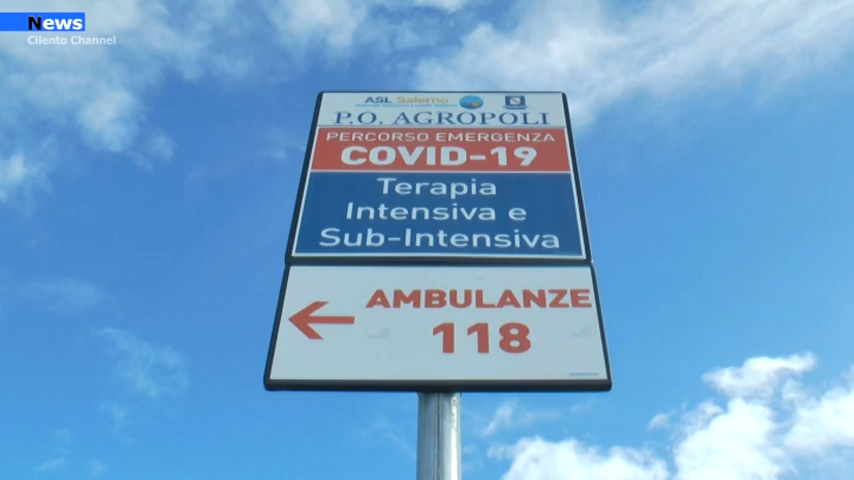 News
Cilento Channel
ASL Salerno
P.O. AGROPOLI
PERCORSO EMERGENZA
COVID-19
Terapia
Intensiva e
Sub-Intensiva
AMBULANZE
118